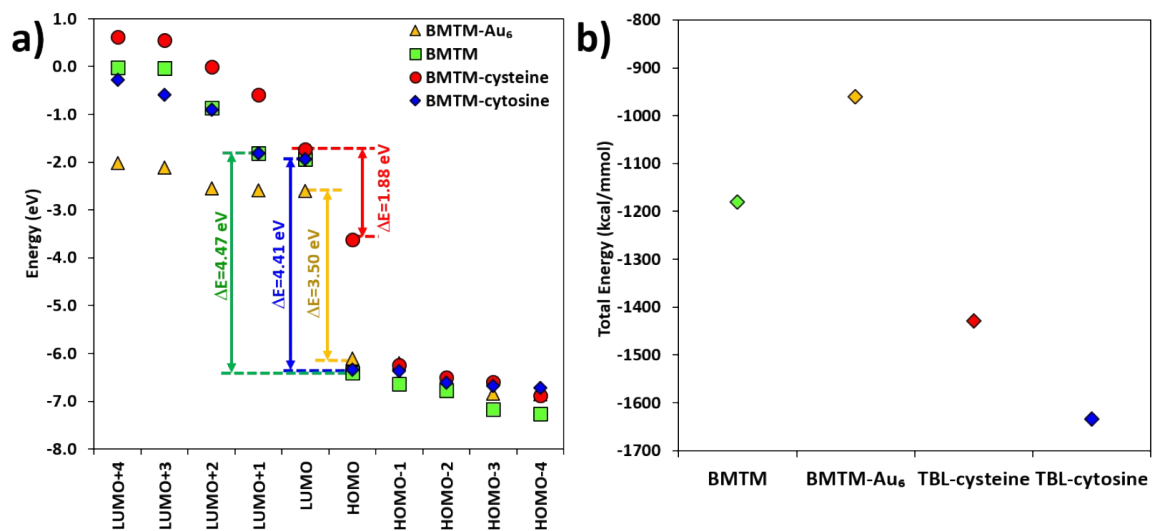 a)
1.0
0.0
-1.0
-2.0
-3.0
-4.0
-5.0
-6.0
-7.0
-8.0
Energy (eV)
BMTM-Au₆
BMTM
BMTM-cysteine
BMTM-cytosine
ΔE=4.47 eV
ΔE=4.41 eV
ΔE=3.50 eV
ΔE=1.88 eV
LUMO+4
LUMO+3
LUMO+2
LUMO+1
LUMO
HOMO
HOMO-1
HOMO-2
HOMO-3
HOMO-4
b)
-800
-900
-1000
-1100
-1200
-1300
-1400
-1500
-1600
-1700
Total Energy (kcal/mmol)
BMTM
BMTM-Au₆
TBL-cysteine
TBL-cytosine